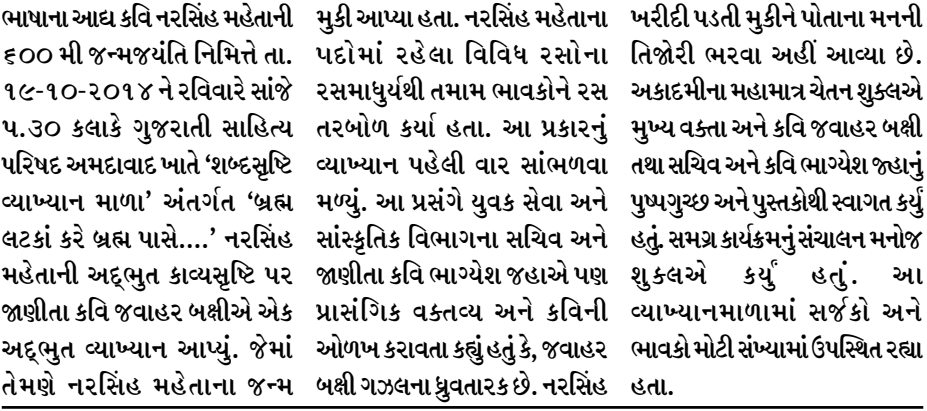 ભાષાના આદ્ય કવિ નરસિંહ મહેતાની
૬૦૦ મી જન્મજયંતિ નિમિત્તે તા.
૧૯-૧૦-૨૦૧૪ ને રવિવારે સાંજે
૫.૩૦ કલાકે ગુજરાતી સાહિત્ય
પરિષદ અમદાવાદ ખાતે ‘શબ્દસૃષ્ટિ
વ્યાખ્યાન માળા’ અંતર્ગત ‘બ્રહ્મ
લટકાં કરે બ્રહ્મ પાસે....’ નરસિંહ
મહેતાની અદ્ભુત કાવ્યસૃષ્ટિ પર
જાણીતા કવિ જવાહર બક્ષીએ એક
અદ્ભુત વ્યાખ્યાન આપ્યું. જેમાં
તેમણે નરસિંહ મહેતાના જન્મ
મુકી આપ્યા હતા. નરસિંહ મહેતાના
પદોમાં રહેલા વિવિધ રસોના
રસમાધુર્યથી તમામ ભાવકોને રસ
તરબોળ કર્યા હતા. આ પ્રકારનું
વ્યાખ્યાન પહેલી વાર સાંભળવા
મળ્યું. આ પ્રસંગે યુવક સેવા અને
સાંસ્કૃતિક વિભાગના સચિવ અને
જાણીતા કવિ ભાગ્યેશ જહાએ પણ
પ્રાસંગિક વક્તવ્ય અને કવિની
ઓળખ કરાવતા કહ્યું હતું કે, જવાહર
બક્ષી ગઝલના ધ્રુવતારક છે. નરસિંહ
ખરીદી પડતી મુકીને પોતાના મનની
તિજોરી ભરવા અહીં આવ્યા છે.
અકાદમીના મહામાત્ર ચેતન શુક્લએ
મુખ્ય વક્તા અને કવિ જવાહર બક્ષી
તથા સચિવ અને કવિ ભાગ્યેશ જ્હાનું
પુષ્પગુચ્છ અને પુસ્તકોથી સ્વાગત કર્યું
હતું. સમગ્ર કાર્યક્રમનું સંચાલન મનોજ
શુક્લએ કર્યું હતું. આ
વ્યાખ્યાનમાળામાં સર્જકો અને
ભાવકો મોટી સંખ્યામાં ઉપસ્થિત રહ્યા
હતા.